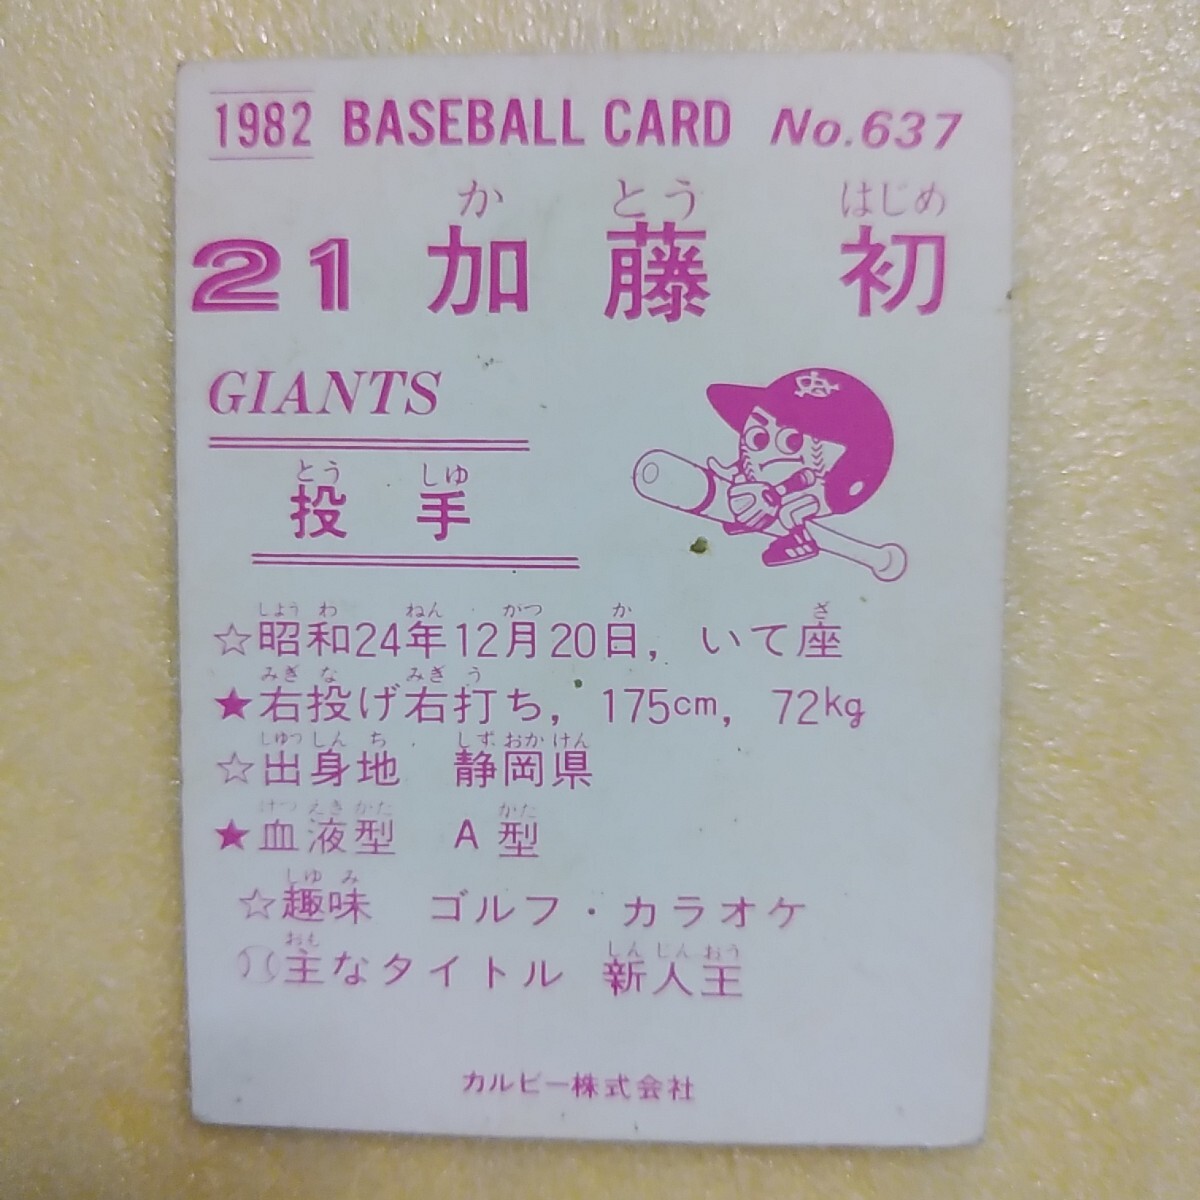 1982 BASEBALL CARD No.637
か とう はじめ
21 加藤 初
GIANTS
とう しゆ
投手
しよう わ ねん がつ か ざ
☆昭和24年12月20日, いて座
みぎ な みぎ う
★右投げ右打ち, 175cm, 72kg
しゆつ しん ち しず おか けん
☆出身地 静岡県
けつ えき がた がた
★血液型 A型
しゆ み
☆趣味 ゴルフ・カラオケ
おも しん じん おう
主なタイトル 新人王
カルビー株式会社